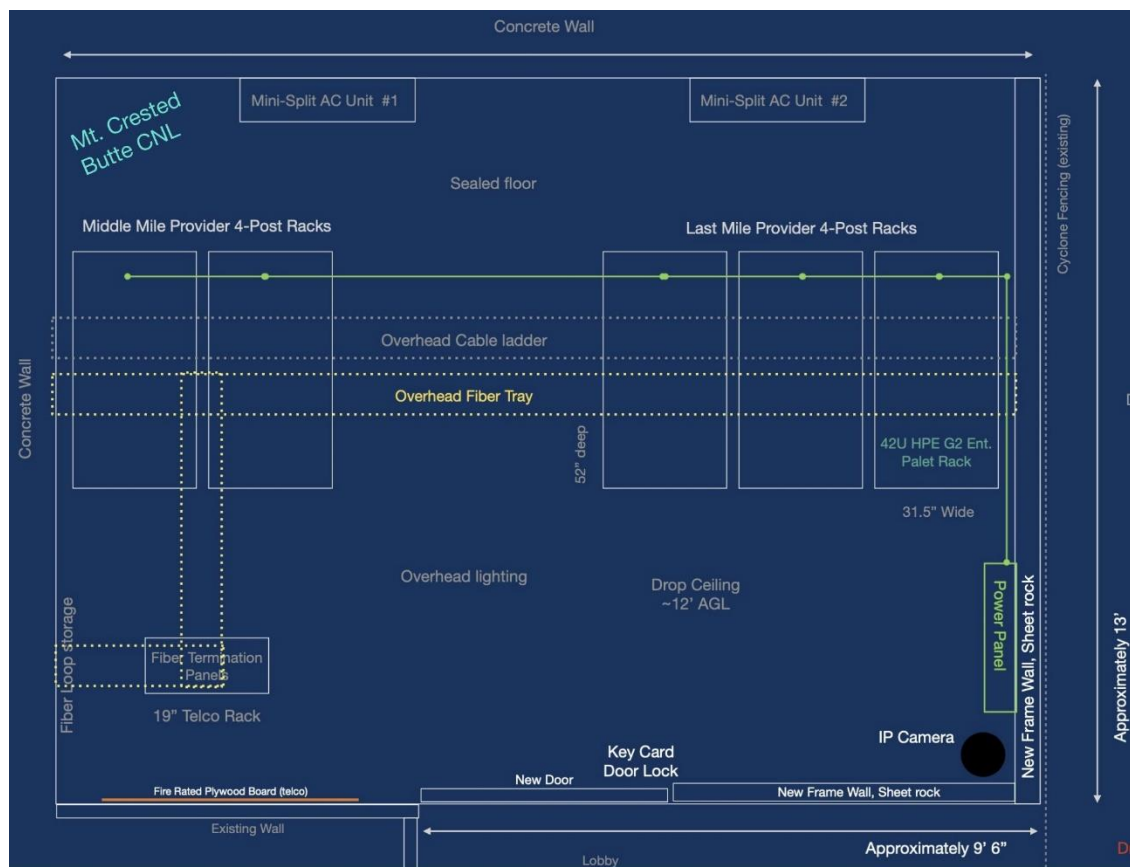 Concrete Wall
Mini-Split AC Unit #1
Mini-Split AC Unit #2
Mt. Crested
Butte CNL
Sealed floor
Cyclone Fencing (existing)
Middle Mile Provider 4-Post Racks
Last Mile Provider 4-Post Racks
Overhead Cable ladder
Concrete Wall
Overhead Fiber Tray
52" deep
42U HPE G2 Ent.
Palet Rack
31.5" Wide
Overhead lighting
Drop Ceiling
~12' AGL
Power Panel
New Frame Wall, Sheet rock
Approximately 13'
Fiber Loop storage
Fiber Termination
Panels
19" Telco Rack
IP Camera
Key Card
Door Lock
New Door
Fire Rated Plywood Board (telco)
New Frame Wall, Sheet rock
Existing Wall
Approximately 9' 6"
Lobby